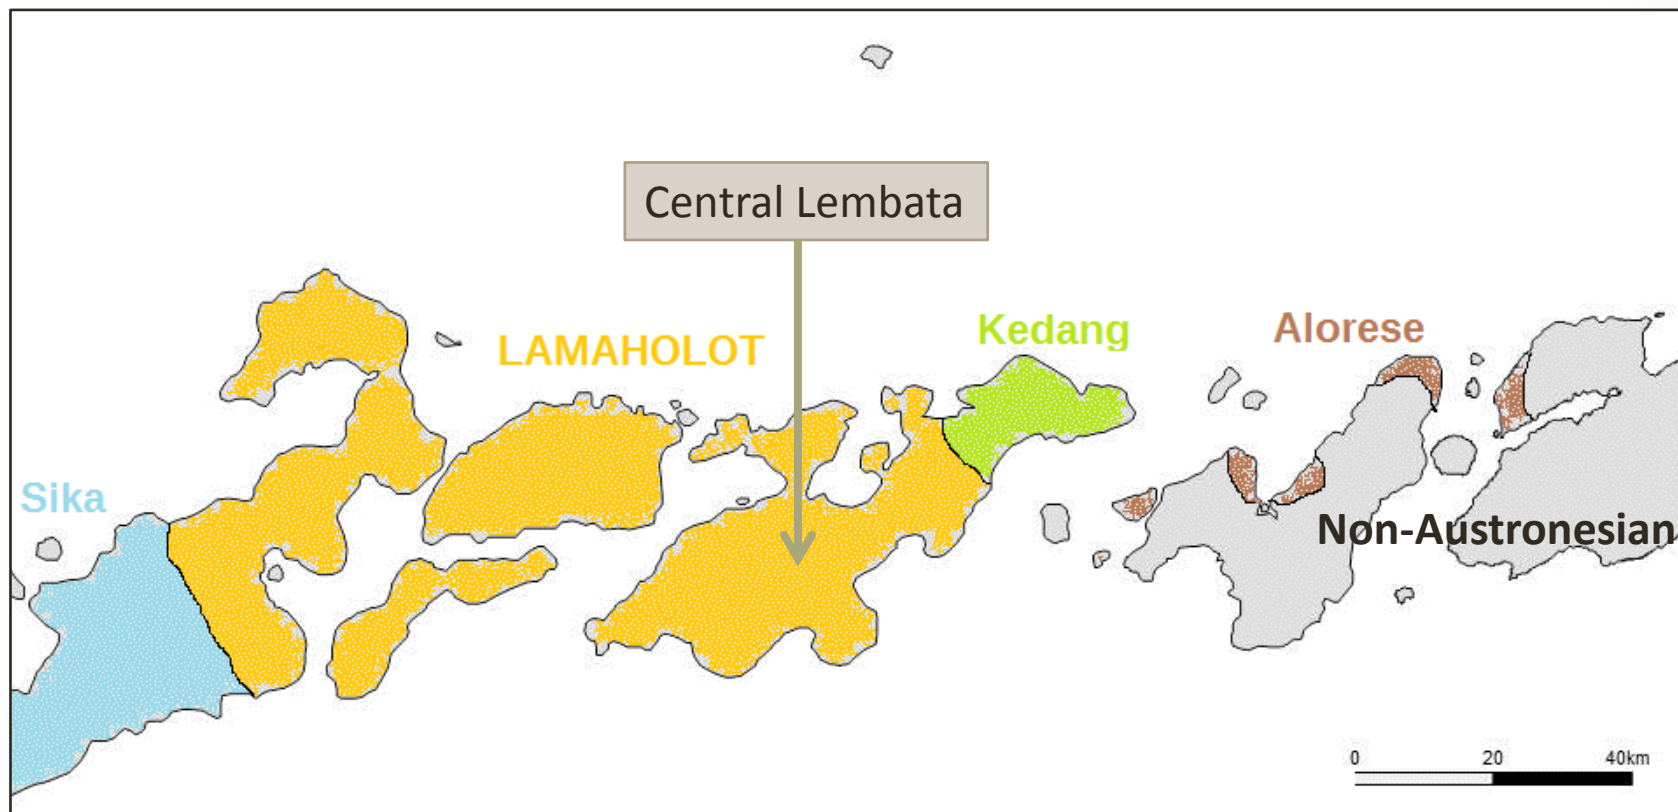 Central Lembata
Kedang
Alorese
LAMAHOLOT
Sika
Non-Austronesian
0 20 40km